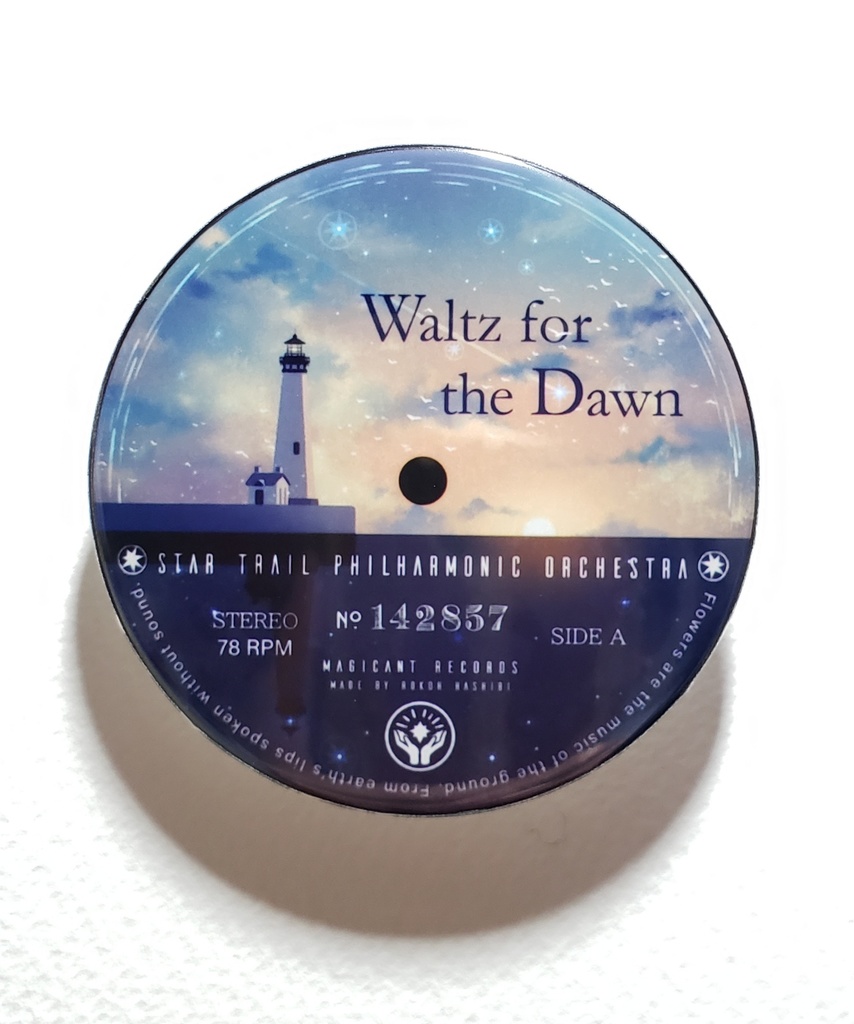 Waltz for
the Dawn
STAR TRAIL PHILHARMONIC ORCHESTRA
STEREO
78 RPM
Nº 142857
SIDE A
MAGICANT RECORDS
MADE BY ROKOH HASHIBI
Flowers are the music of the ground. From earth's lips spoken without sound.